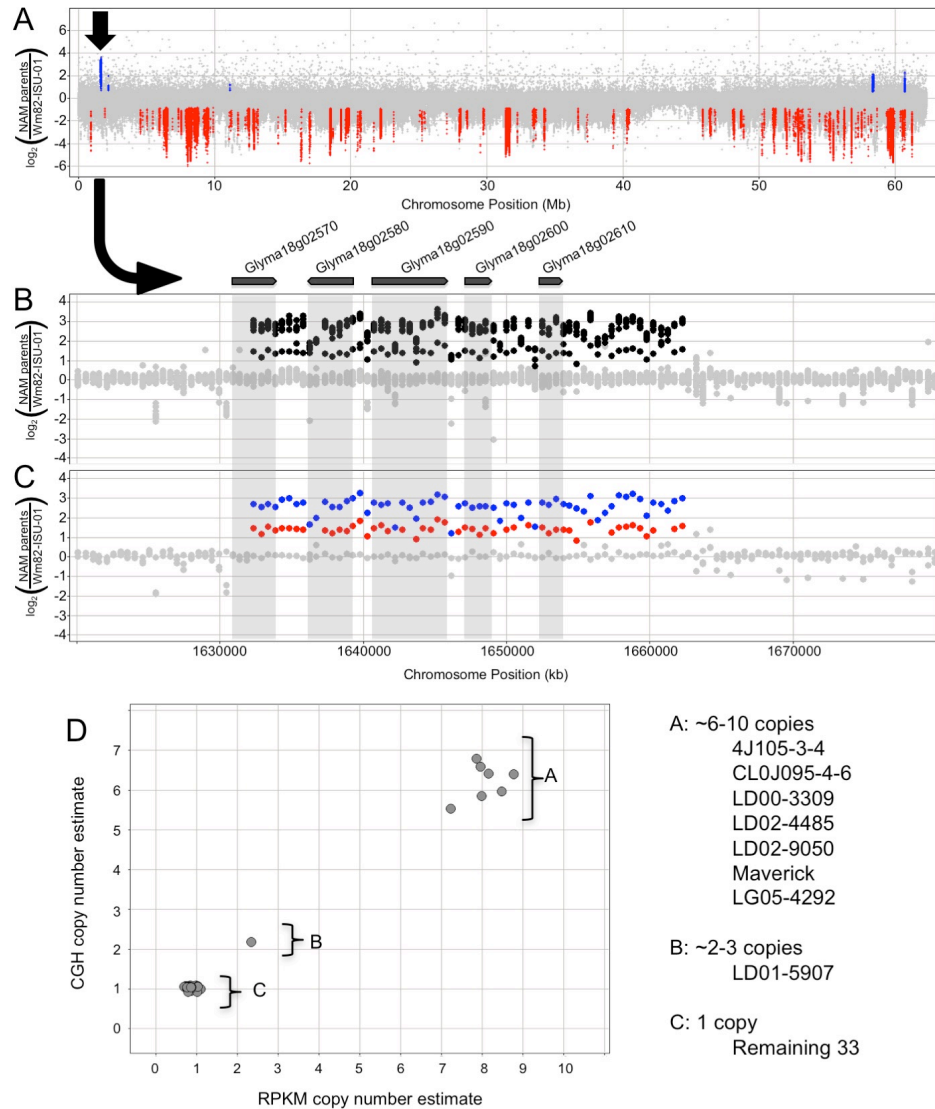 A
6
4
2
0
-2
-4
-6
log2(NAM parents/Wm82-ISU-01)
0 10 20 30 40 50 60
Chromosome Position (Mb)
Glyma18g02570
Glyma18g02580
Glyma18g02590
Glyma18g02600
Glyma18g02610
B
4
3
2
1
0
-1
-2
-3
-4
log2(NAM parents/Wm82-ISU-01)
C
4
3
2
1
0
-1
-2
-3
-4
log2(NAM parents/Wm82-ISU-01)
1630000 1640000 1650000 1660000 1670000
Chromosome Position (kb)
D
7
6
5
4
3
2
1
0
CGH copy number estimate
A
B
C
0 1 2 3 4 5 6 7 8 9 10
RPKM copy number estimate
A: ~6-10 copies
4J105-3-4
CL0J095-4-6
LD00-3309
LD02-4485
LD02-9050
Maverick
LG05-4292
B: ~2-3 copies
LD01-5907
C: 1 copy
Remaining 33